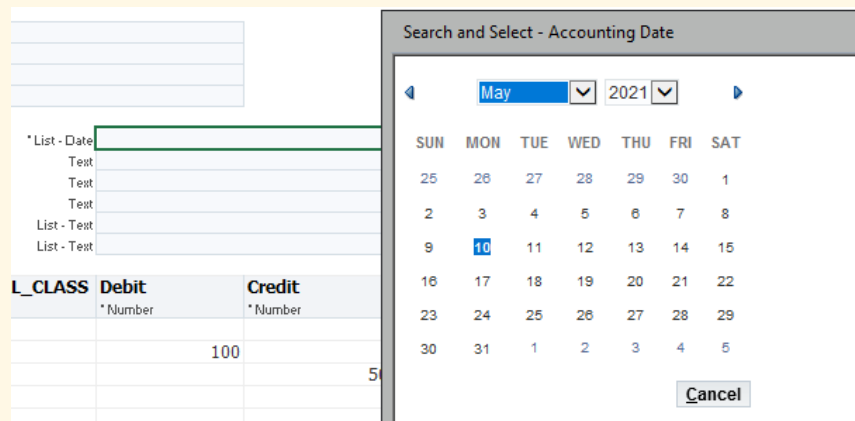 Search and Select - Accounting Date
May 2021
* List - Date
Text
Text
Text
List - Text
List - Text
SUN MON TUE WED THU FRI SAT
25 26 27 28 29 30 1
2 3 4 5 6 7 8
9 10 11 12 13 14 15
16 17 18 19 20 21 22
23 24 25 26 27 28 29
30 31 1 2 3 4 5
Cancel
L_CLASS Debit Credit
* Number * Number
100